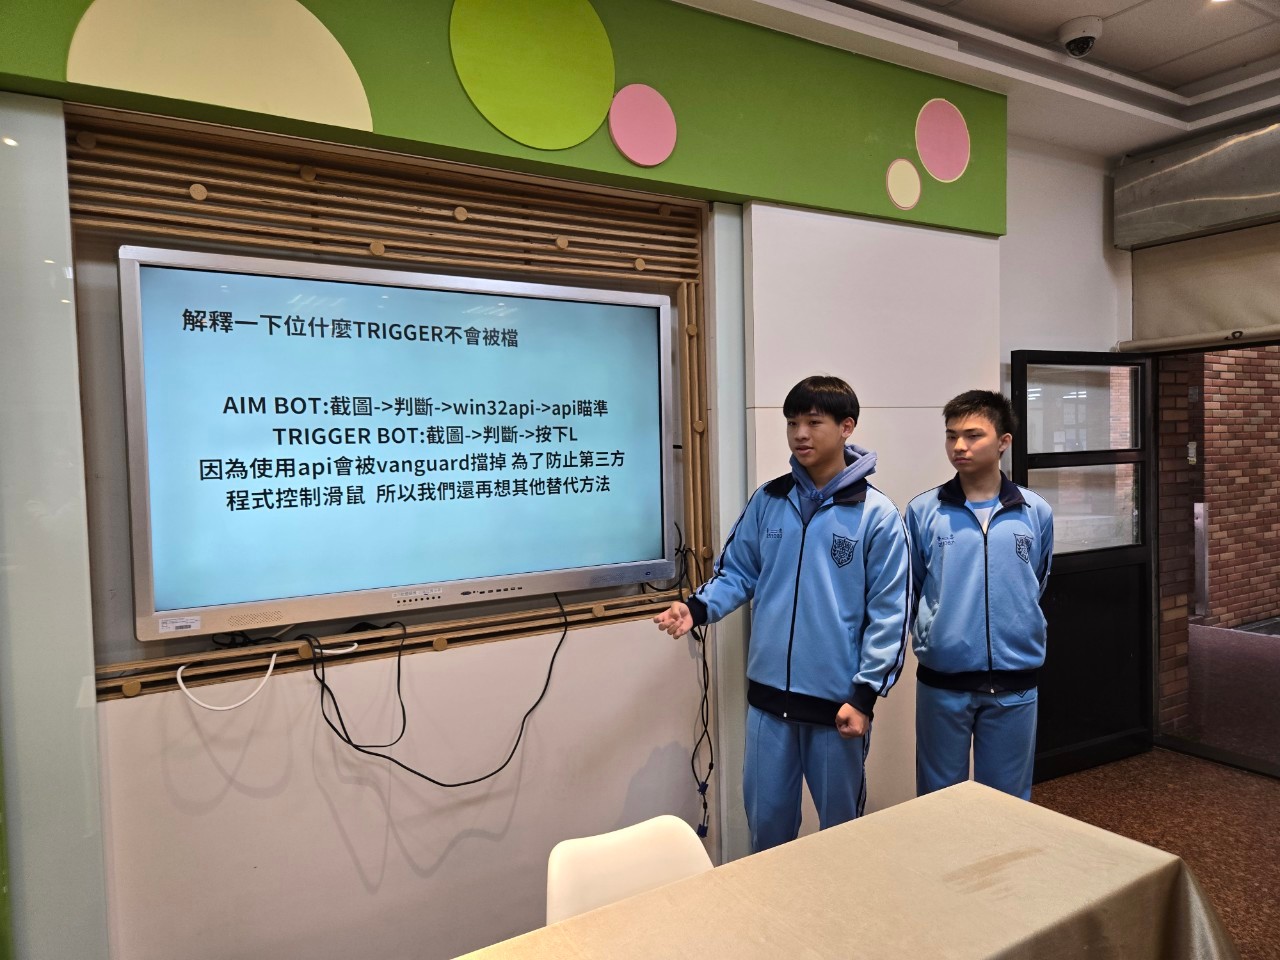 解釋一下位什麼TRIGGER不會被檔
AIM BOT:截圖->判斷->win32api->api瞄準
TRIGGER BOT:截圖->判斷->按下L
因為使用api會被vanguard擋掉 為了防止第三方
程式控制滑鼠 所以我們還再想其他替代方法